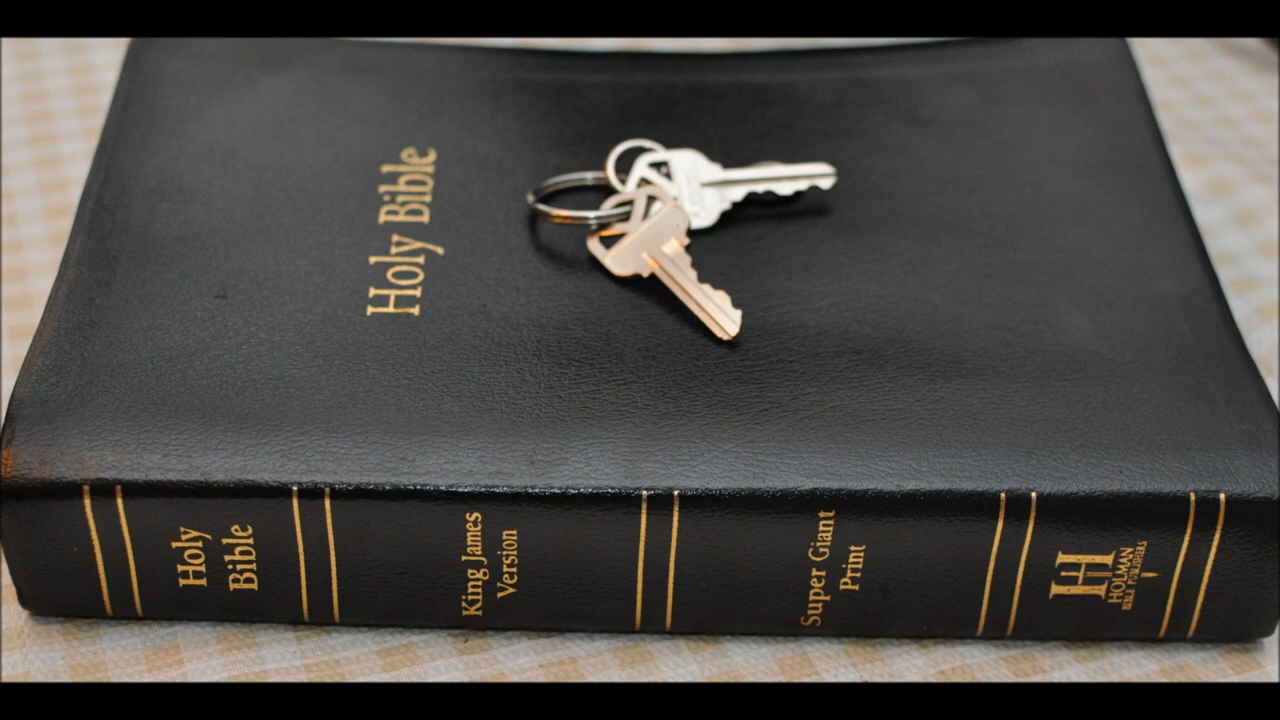 Holy Bible
Holy
Bible
King James
Version
Super Giant
Print
H
HOLMAN
BIBLE PUBLISHERS